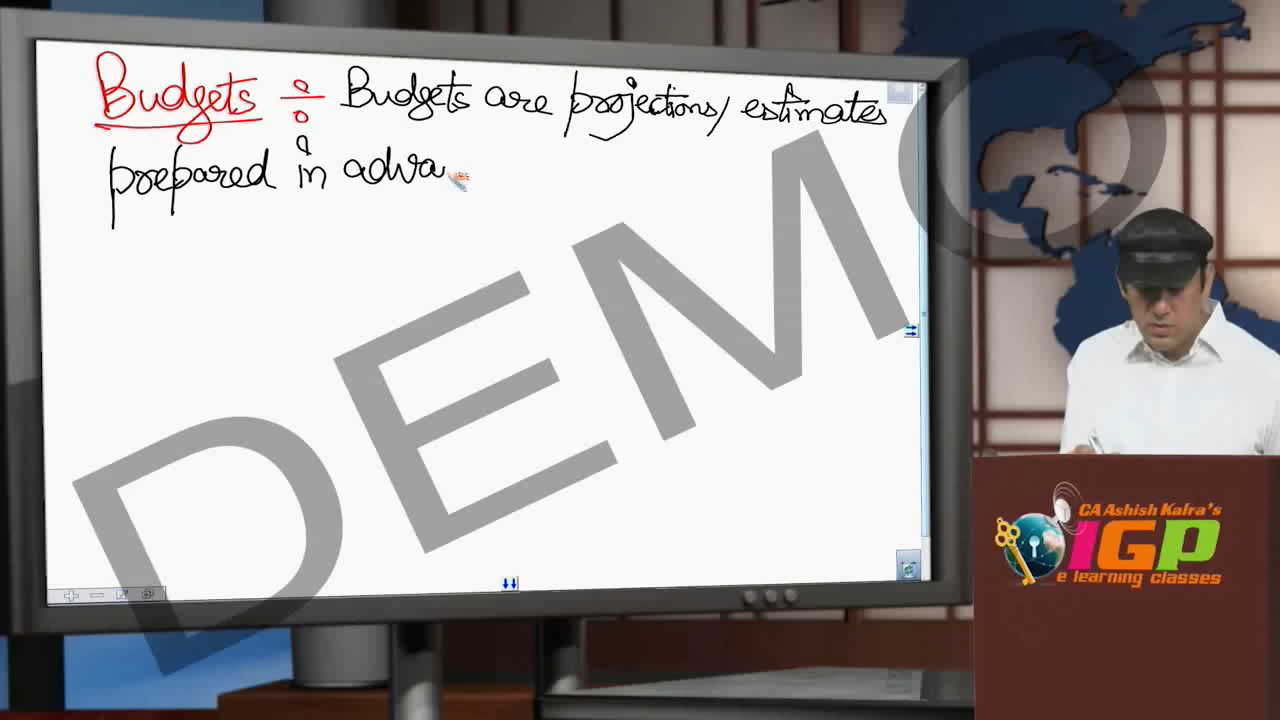 Budgets ÷ Budgets are projections/ estimates
prepared in adva
DEMO
CA Ashish Kalra's
IGP
e learning classes